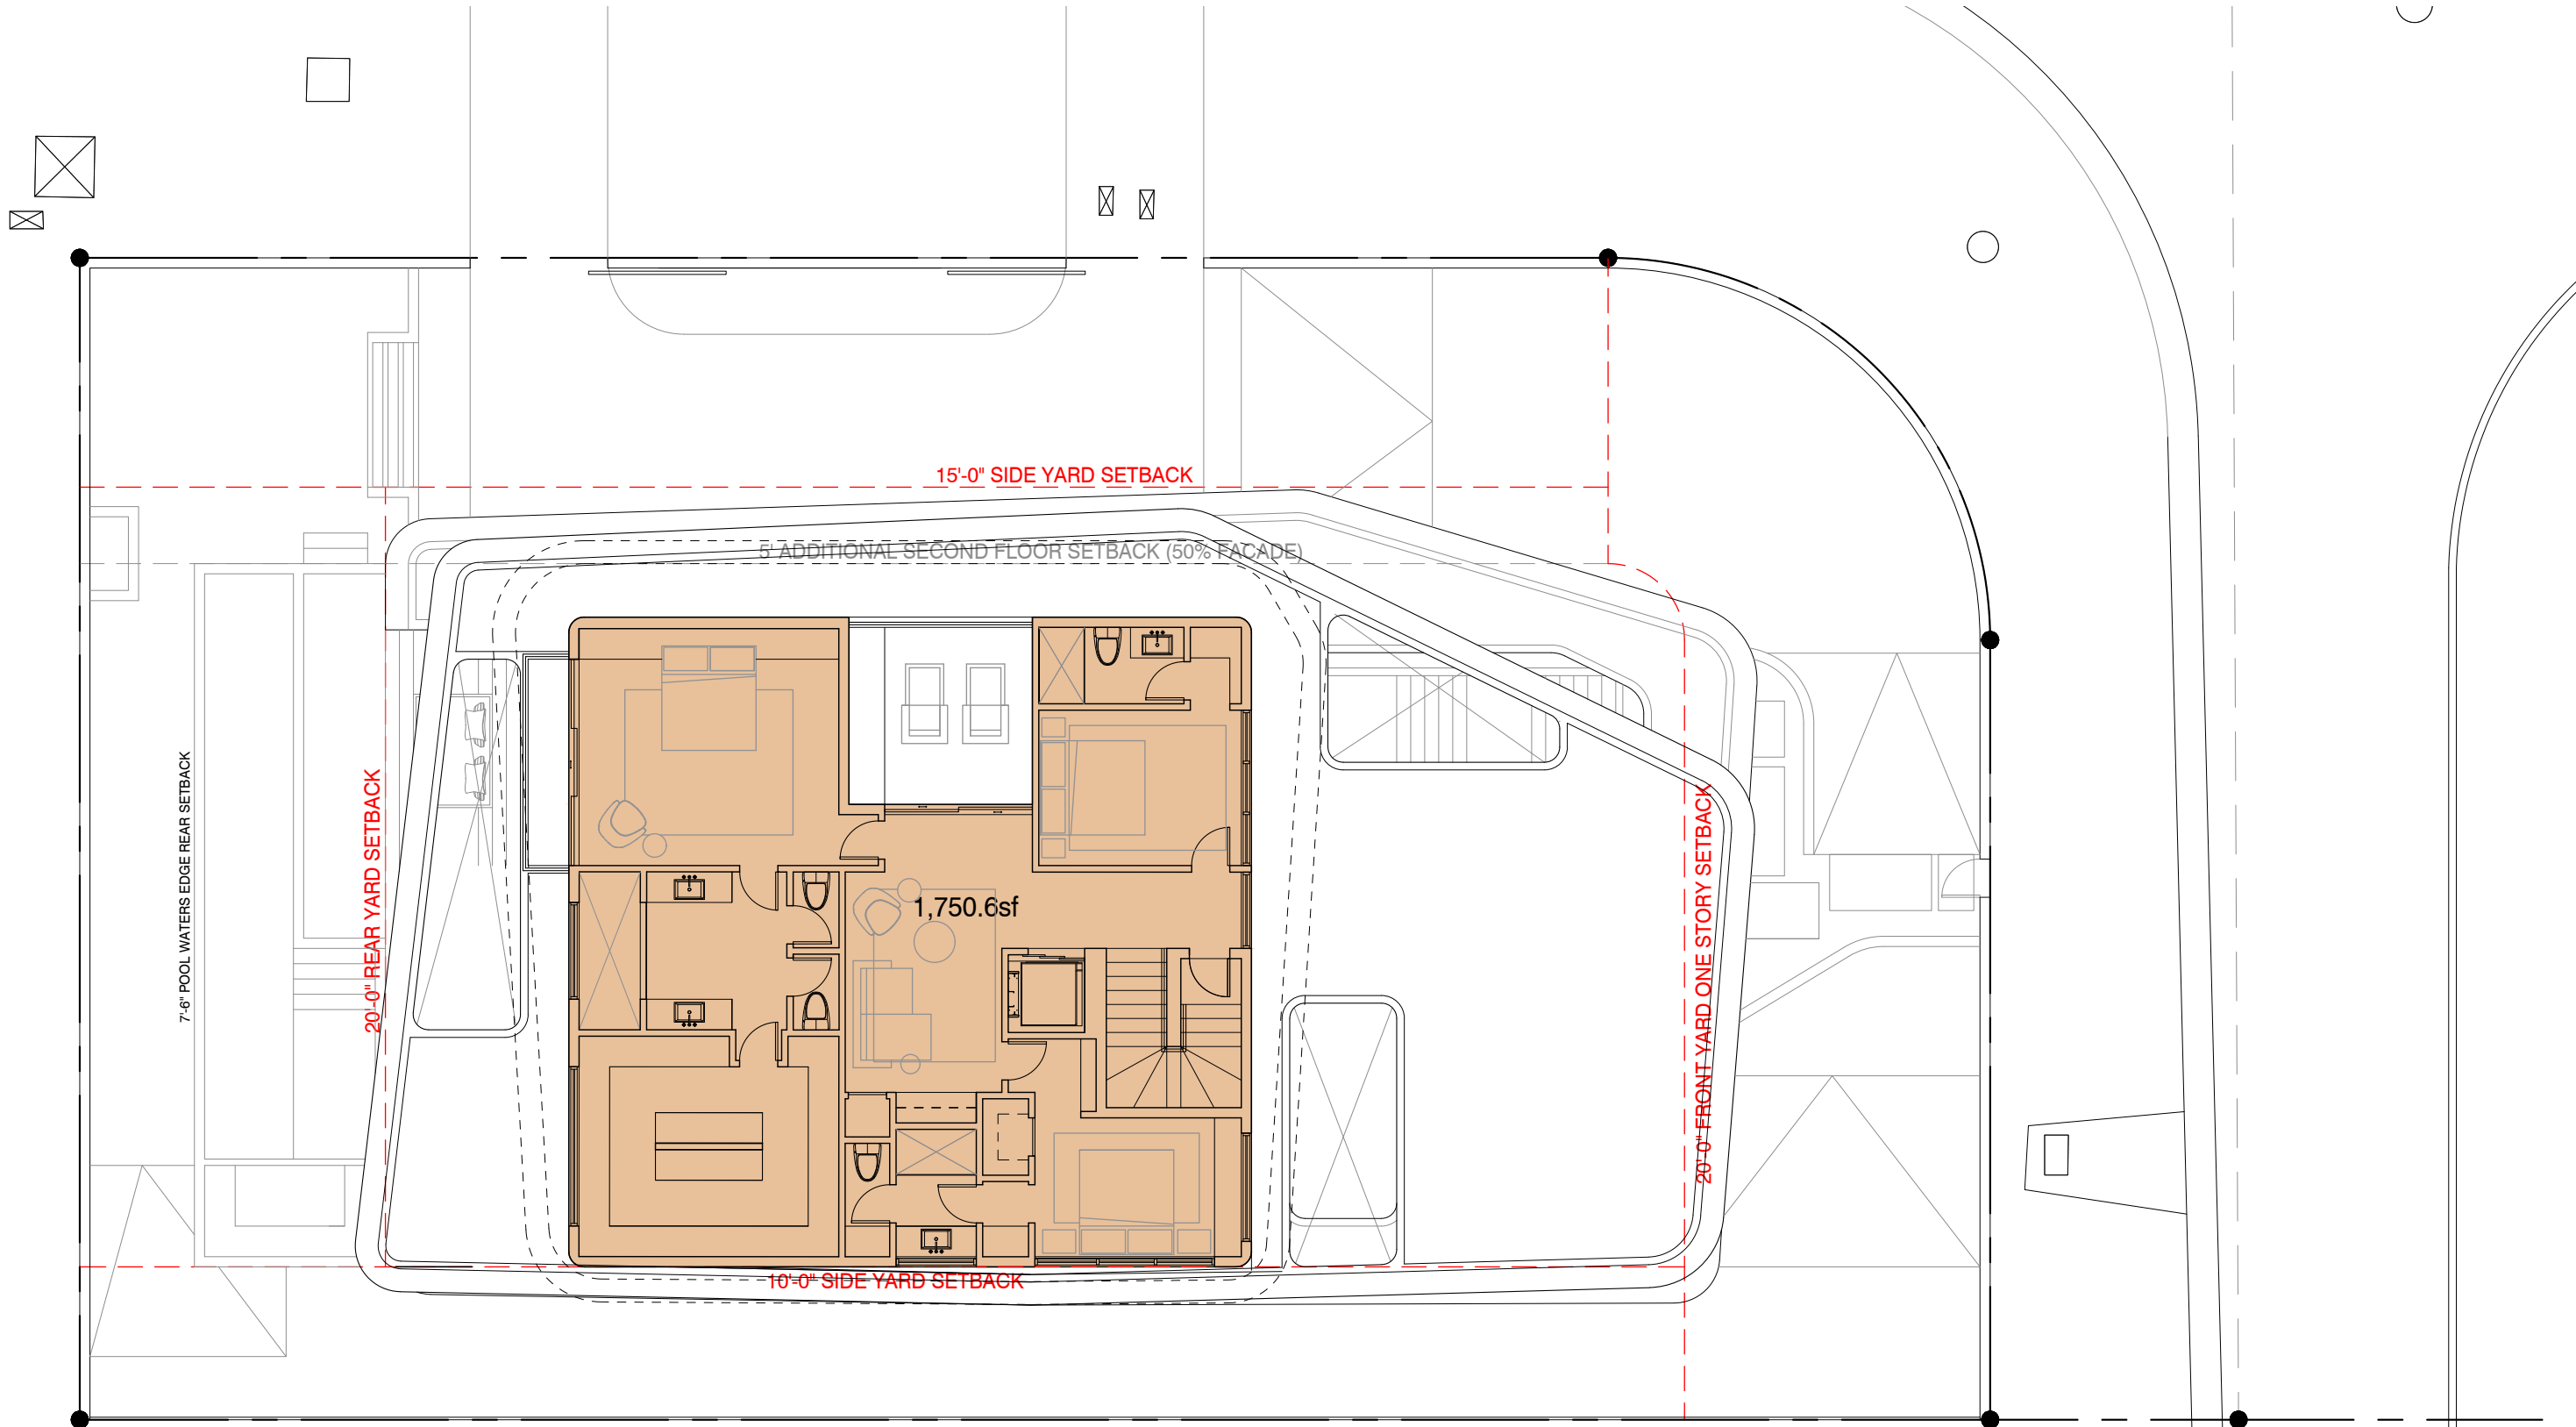 15'-0" SIDE YARD SETBACK
5' ADDITIONAL SECOND FLOOR SETBACK (50% FACADE)
7'-6" POOL WATERS EDGE REAR SETBACK
20'-0" REAR YARD SETBACK
1,750.6sf
20'-0" FRONT YARD ONE STORY SETBACK
10'-0" SIDE YARD SETBACK